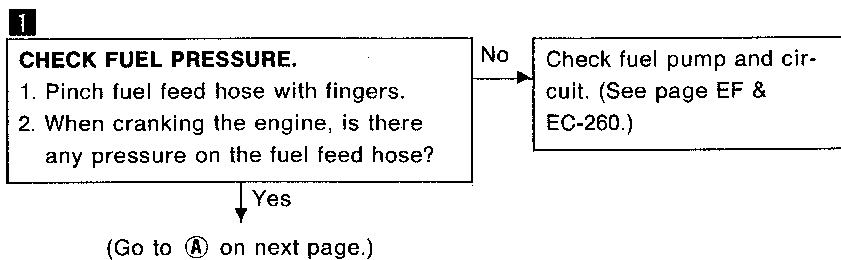 1
CHECK FUEL PRESSURE.
1. Pinch fuel feed hose with fingers.
2. When cranking the engine, is there
any pressure on the fuel feed hose?
No
Check fuel pump and cir-
cuit. (See page EF &
EC-260.)
Yes
(Go to Ⓐ on next page.)